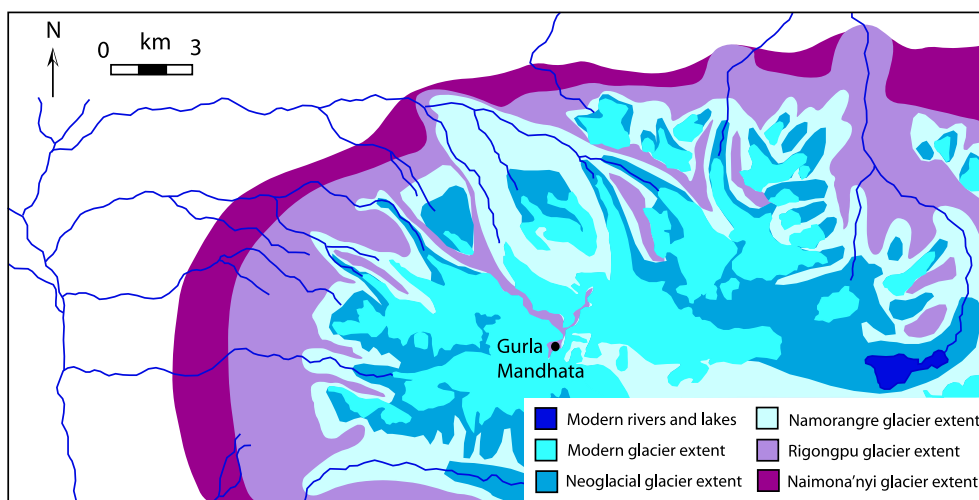 N
km
0 3
Gurla
Mandhata
Modern rivers and lakes
Modern glacier extent
Neoglacial glacier extent
Namorangre glacier extent
Rigongpu glacier extent
Naimona'nyi glacier extent